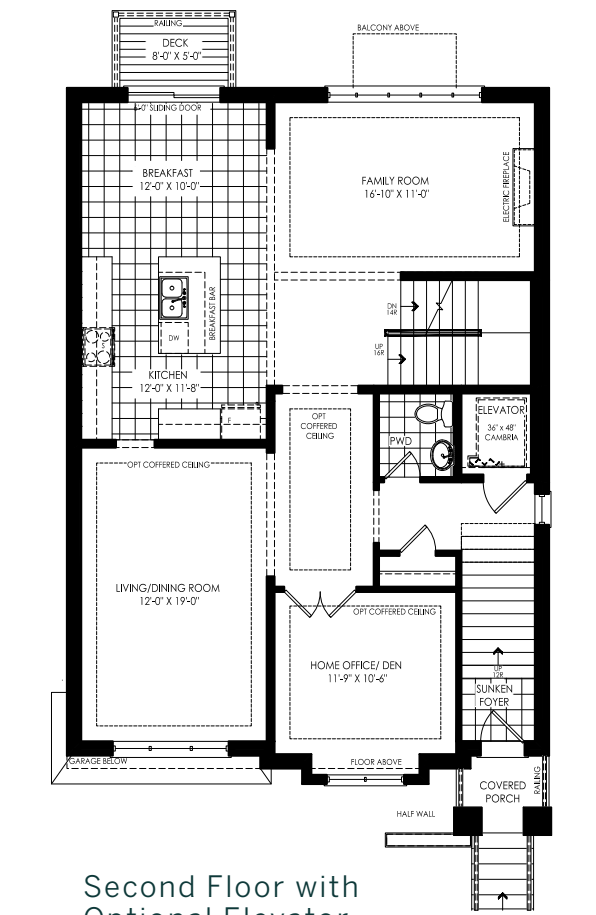 RAILING
DECK
8'-0" X 5'-0"
BALCONY ABOVE
6'-0" SLIDING DOOR
BREAKFAST
12'-0" X 10'-0"
FAMILY ROOM
16'-10" X 11'-0"
ELECTRIC FIREPLACE
BREAKFAST BAR
DW
S
DN
14R
UP
16R
KITCHEN
12'-0" X 11'-8"
F
OPT
COFFERED
CEILING
PWD
ELEVATOR
36" x 48"
CAMBRIA
OPT COFFERED CEILING
LIVING/DINING ROOM
12'-0" X 19'-0"
OPT COFFERED CEILING
HOME OFFICE/ DEN
11'-9" X 10'-6"
UP
12R
SUNKEN
FOYER
GARAGE BELOW
FLOOR ABOVE
COVERED
PORCH
RAILING
HALF WALL
Second Floor with
Optional Elevator